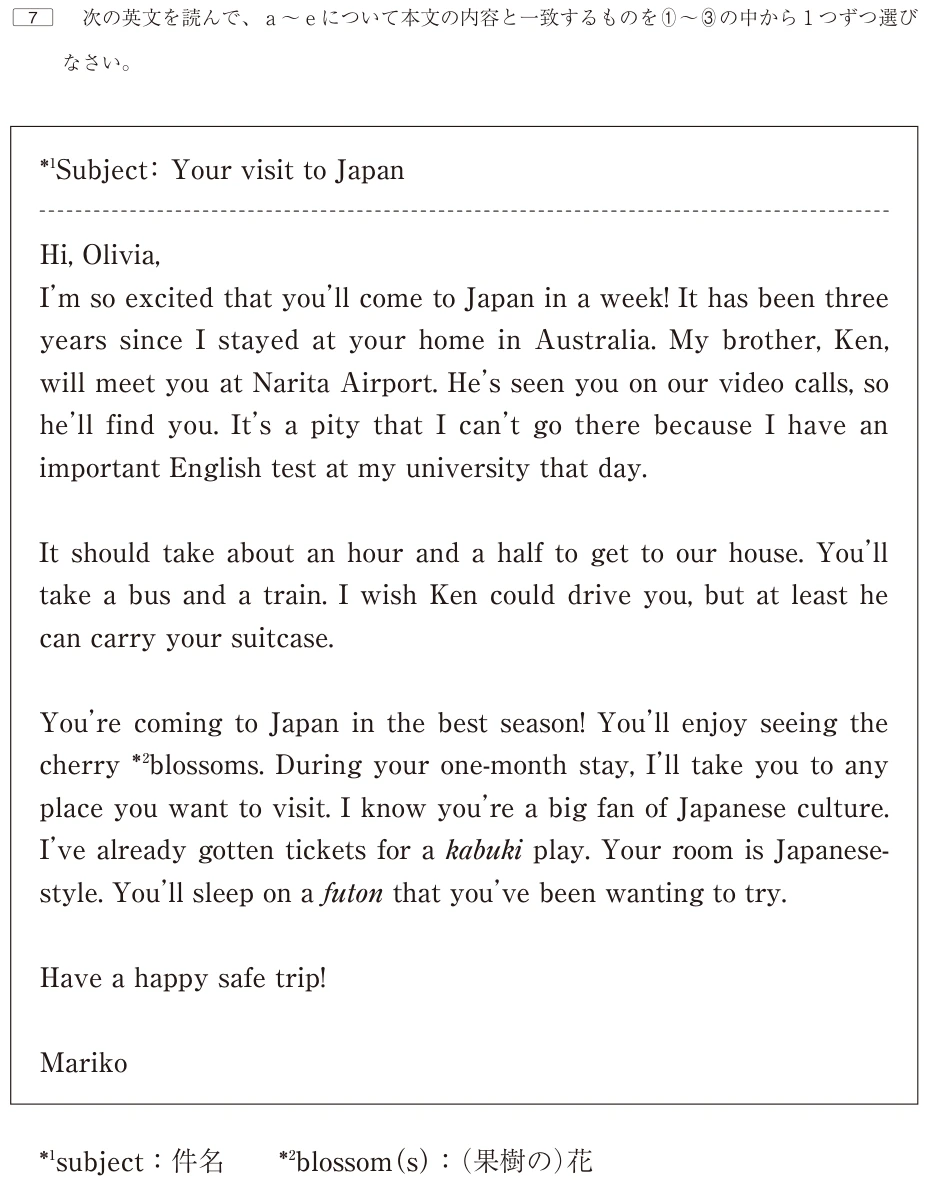 7 次の英文を読んで、a～eについて本文の内容と一致するものを①～③の中から1つずつ選び
なさい。
*1Subject: Your visit to Japan
Hi, Olivia,
I’m so excited that you’ll come to Japan in a week! It has been three
years since I stayed at your home in Australia. My brother, Ken,
will meet you at Narita Airport. He’s seen you on our video calls, so
he’ll find you. It’s a pity that I can’t go there because I have an
important English test at my university that day.
It should take about an hour and a half to get to our house. You’ll
take a bus and a train. I wish Ken could drive you, but at least he
can carry your suitcase.
You’re coming to Japan in the best season! You’ll enjoy seeing the
cherry *2blossoms. During your one-month stay, I’ll take you to any
place you want to visit. I know you’re a big fan of Japanese culture.
I’ve already gotten tickets for a kabuki play. Your room is Japanese-
style. You’ll sleep on a futon that you’ve been wanting to try.
Have a happy safe trip!
Mariko
*1subject：件名 *2blossom(s)：（果樹の）花